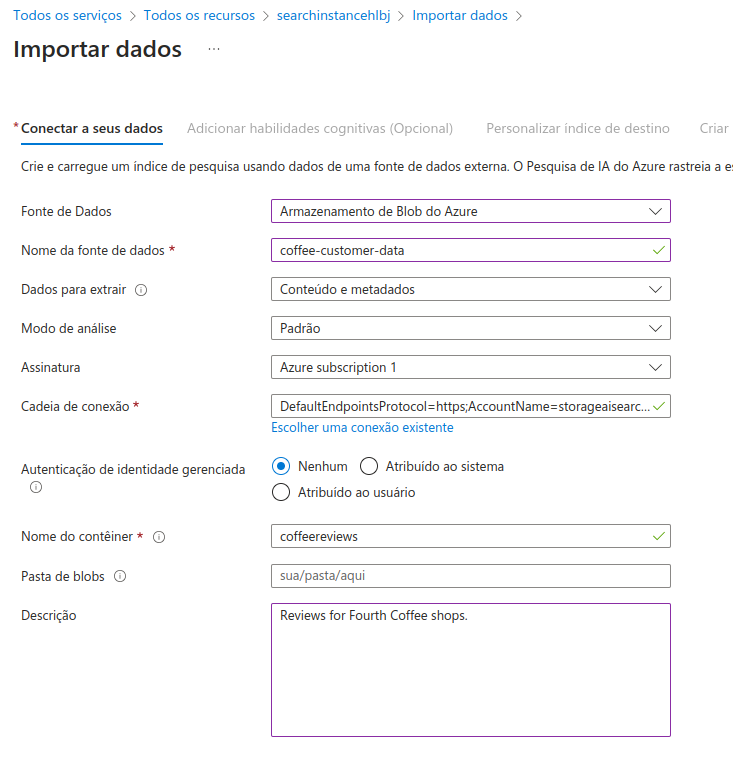 Todos os serviços > Todos os recursos > searchinstancehlbj > Importar dados >
Importar dados ...
* Conectar a seus dados Adicionar habilidades cognitivas (Opcional) Personalizar índice de destino Criar
Crie e carregue um índice de pesquisa usando dados de uma fonte de dados externa. O Pesquisa de IA do Azure rastreia a es
Fonte de Dados Armazenamento de Blob do Azure
Nome da fonte de dados * coffee-customer-data
Dados para extrair Conteúdo e metadados
Modo de análise Padrão
Assinatura Azure subscription 1
Cadeia de conexão * DefaultEndpointsProtocol=https;AccountName=storageaisearc...
Escolher uma conexão existente
Autenticação de identidade gerenciada Nenhum Atribuído ao sistema
Atribuído ao usuário
Nome do contêiner * coffeereviews
Pasta de blobs sua/pasta/aqui
Descrição Reviews for Fourth Coffee shops.